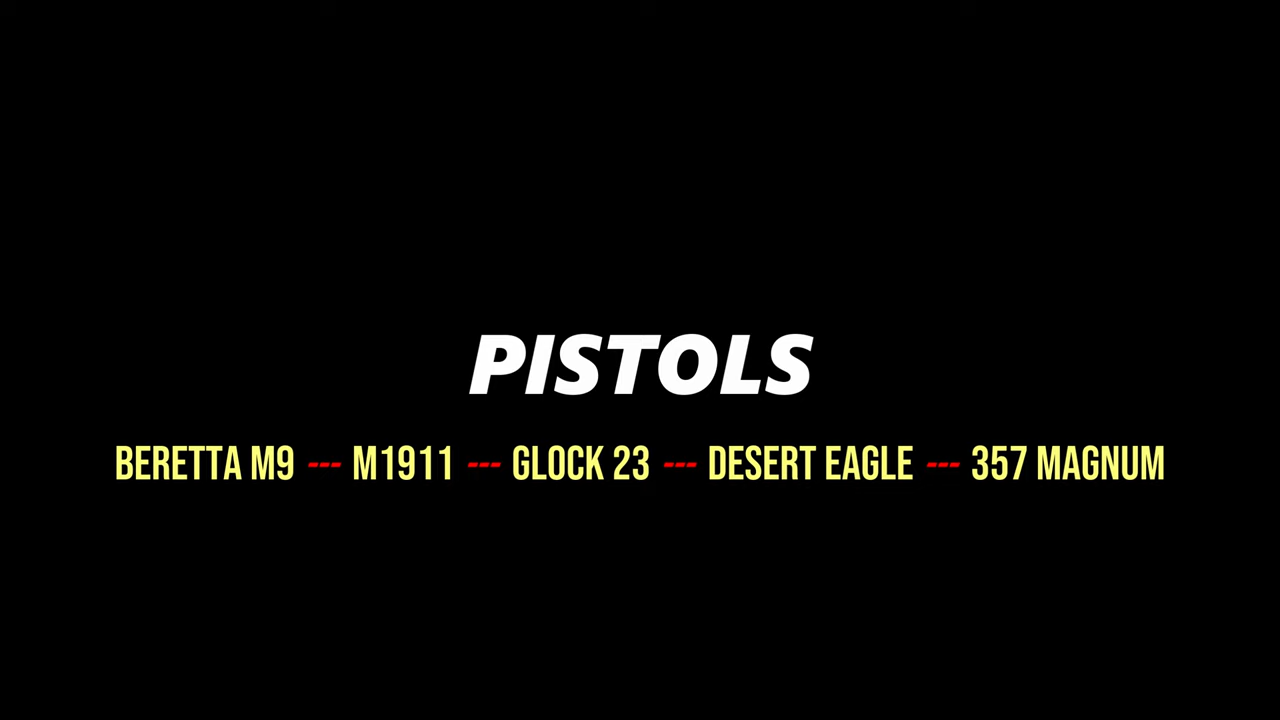 PISTOLS
BERETTA M9 --- M1911 --- GLOCK 23 --- DESERT EAGLE --- 357 MAGNUM